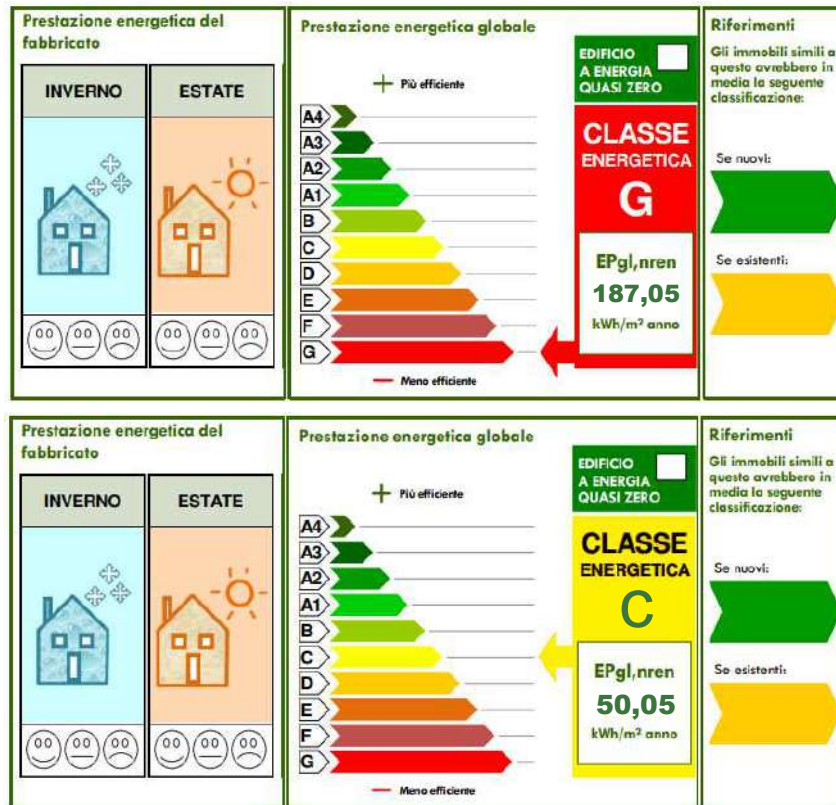 Prestazione energetica del
fabbricato
INVERNO
ESTATE
Prestazione energetica globale
Più efficiente
A4
A3
A2
A1
B
C
D
E
F
G
Meno efficiente
EDIFICIO
A ENERGIA
QUASI ZERO
CLASSE
ENERGETICA
G
EPgl,nren
187,05
kWh/m² anno
Riferimenti
Gli immobili simili a
questo avrebbero in
media la seguente
classificazione:
Se nuovi:
Se esistenti:
Prestazione energetica del
fabbricato
INVERNO
ESTATE
Prestazione energetica globale
Più efficiente
A4
A3
A2
A1
B
C
D
E
F
G
Meno efficiente
EDIFICIO
A ENERGIA
QUASI ZERO
CLASSE
ENERGETICA
C
EPgl,nren
50,05
kWh/m² anno
Riferimenti
Gli immobili simili a
questo avrebbero in
media la seguente
classificazione:
Se nuovi:
Se esistenti: